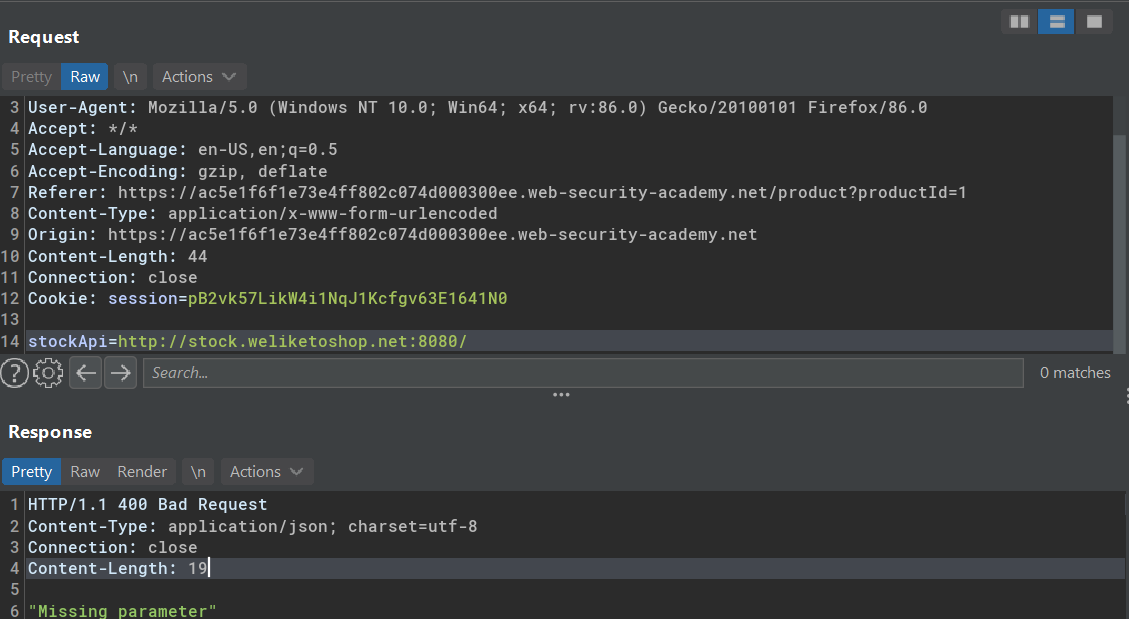 Request
Pretty Raw \n Actions
3 User-Agent: Mozilla/5.0 (Windows NT 10.0; Win64; x64; rv:86.0) Gecko/20100101 Firefox/86.0
4 Accept: */*
5 Accept-Language: en-US,en;q=0.5
6 Accept-Encoding: gzip, deflate
7 Referer: https://ac5e1f6f1e73e4ff802c074d000300ee.web-security-academy.net/product?productId=1
8 Content-Type: application/x-www-form-urlencoded
9 Origin: https://ac5e1f6f1e73e4ff802c074d000300ee.web-security-academy.net
10 Content-Length: 44
11 Connection: close
12 Cookie: session=pB2vk57LikW4i1NqJ1Kcfgv63E1641N0
13
14 stockApi=http://stock.weliketoshop.net:8080/
? Search... 0 matches
Response
Pretty Raw Render \n Actions
1 HTTP/1.1 400 Bad Request
2 Content-Type: application/json; charset=utf-8
3 Connection: close
4 Content-Length: 19
5
6 "Missing parameter"